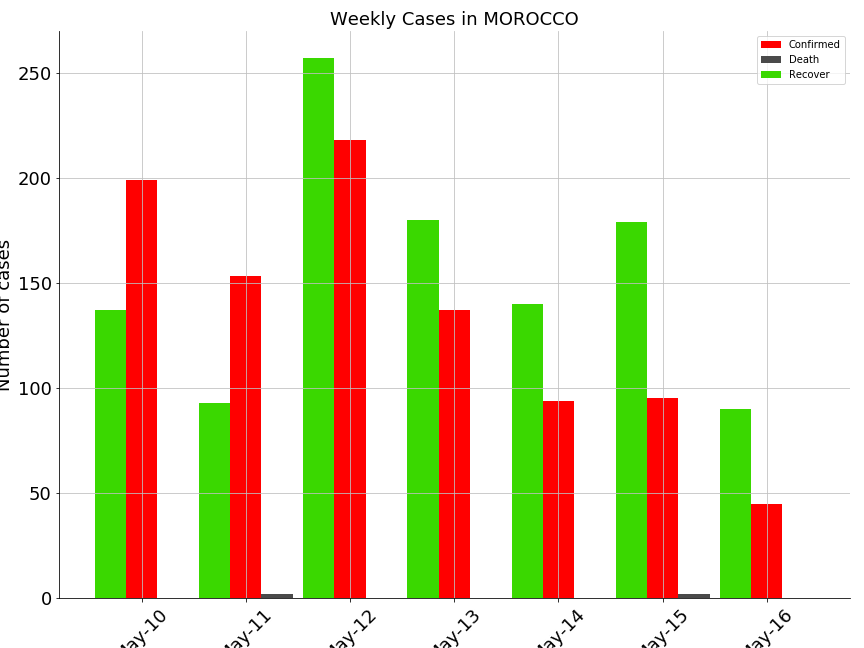 Weekly Cases in MOROCCO
Confirmed
Death
Recover
Number of cases
250
200
150
100
50
0
May-10
May-11
May-12
May-13
May-14
May-15
May-16